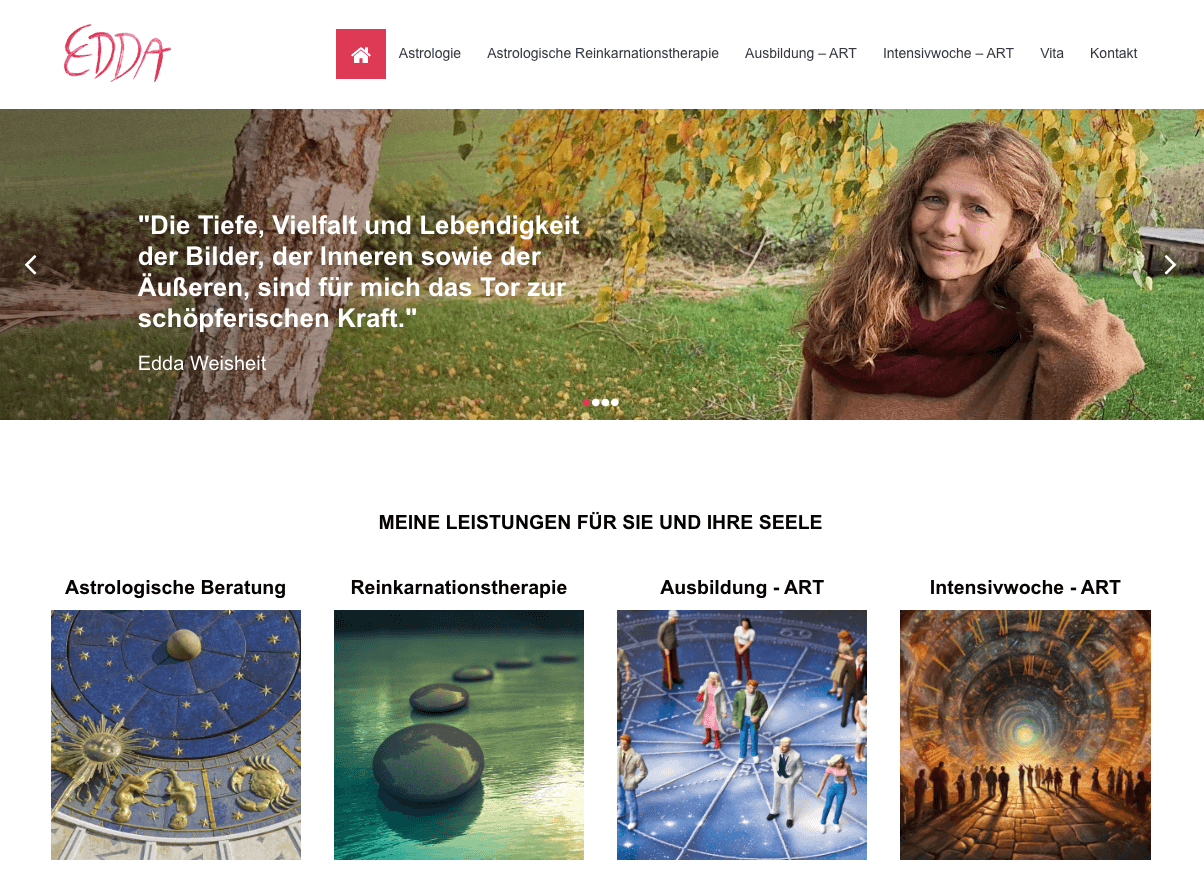 EDDA
Astrologie
Astrologische Reinkarnationstherapie
Ausbildung – ART
Intensivwoche – ART
Vita
Kontakt
"Die Tiefe, Vielfalt und Lebendigkeit
der Bilder, der Inneren sowie der
Äußeren, sind für mich das Tor zur
schöpferischen Kraft."
Edda Weisheit
MEINE LEISTUNGEN FÜR SIE UND IHRE SEELE
Astrologische Beratung
Reinkarnationstherapie
Ausbildung - ART
Intensivwoche - ART